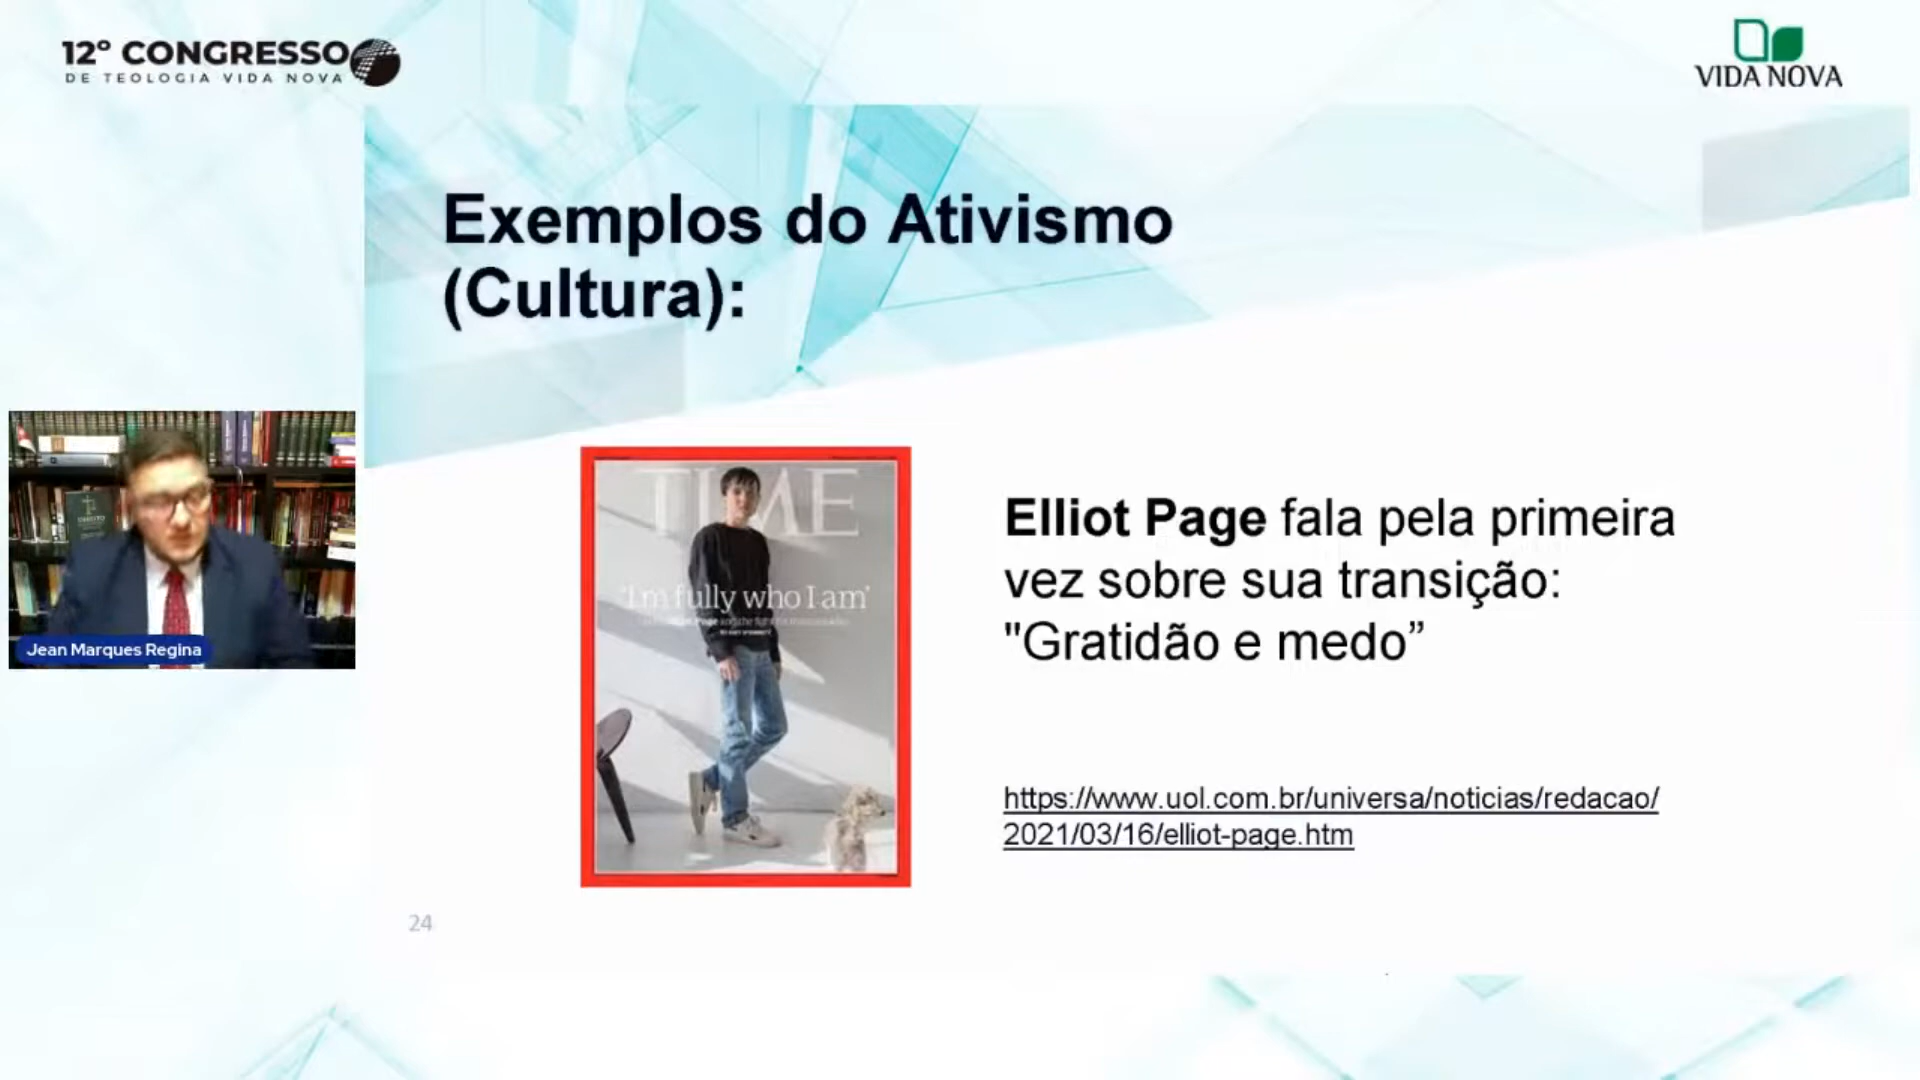 12º CONGRESSO
DE TEOLOGIA VIDA NOVA
VIDA NOVA
Exemplos do Ativismo
(Cultura):
TIME
'I'm fully who I am'
Elliot Page fala pela primeira
vez sobre sua transição:
"Gratidão e medo”
https://www.uol.com.br/universa/noticias/redacao/
2021/03/16/elliot-page.htm
Jean Marques Regina
24